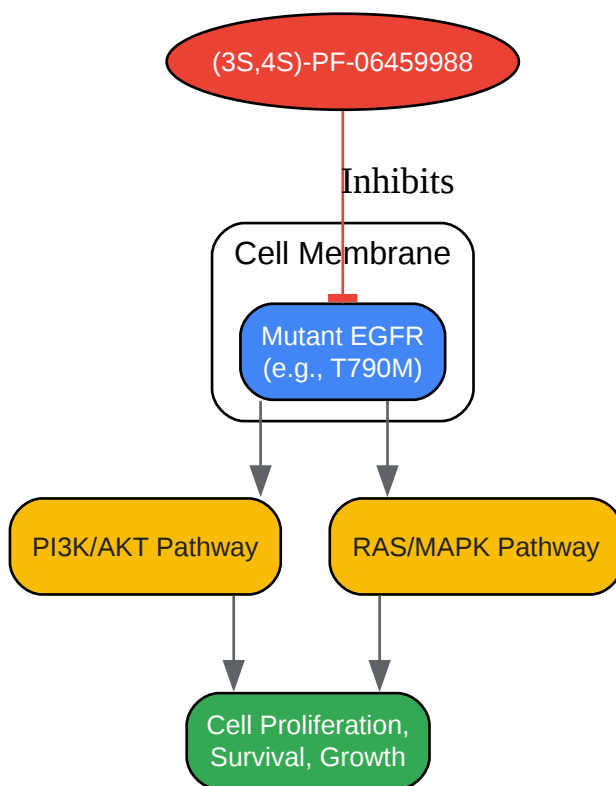 (3S,4S)-PF-06459988
Inhibits
Cell Membrane
Mutant EGFR
(e.g., T790M)
PI3K/AKT Pathway
RAS/MAPK Pathway
Cell Proliferation,
Survival, Growth